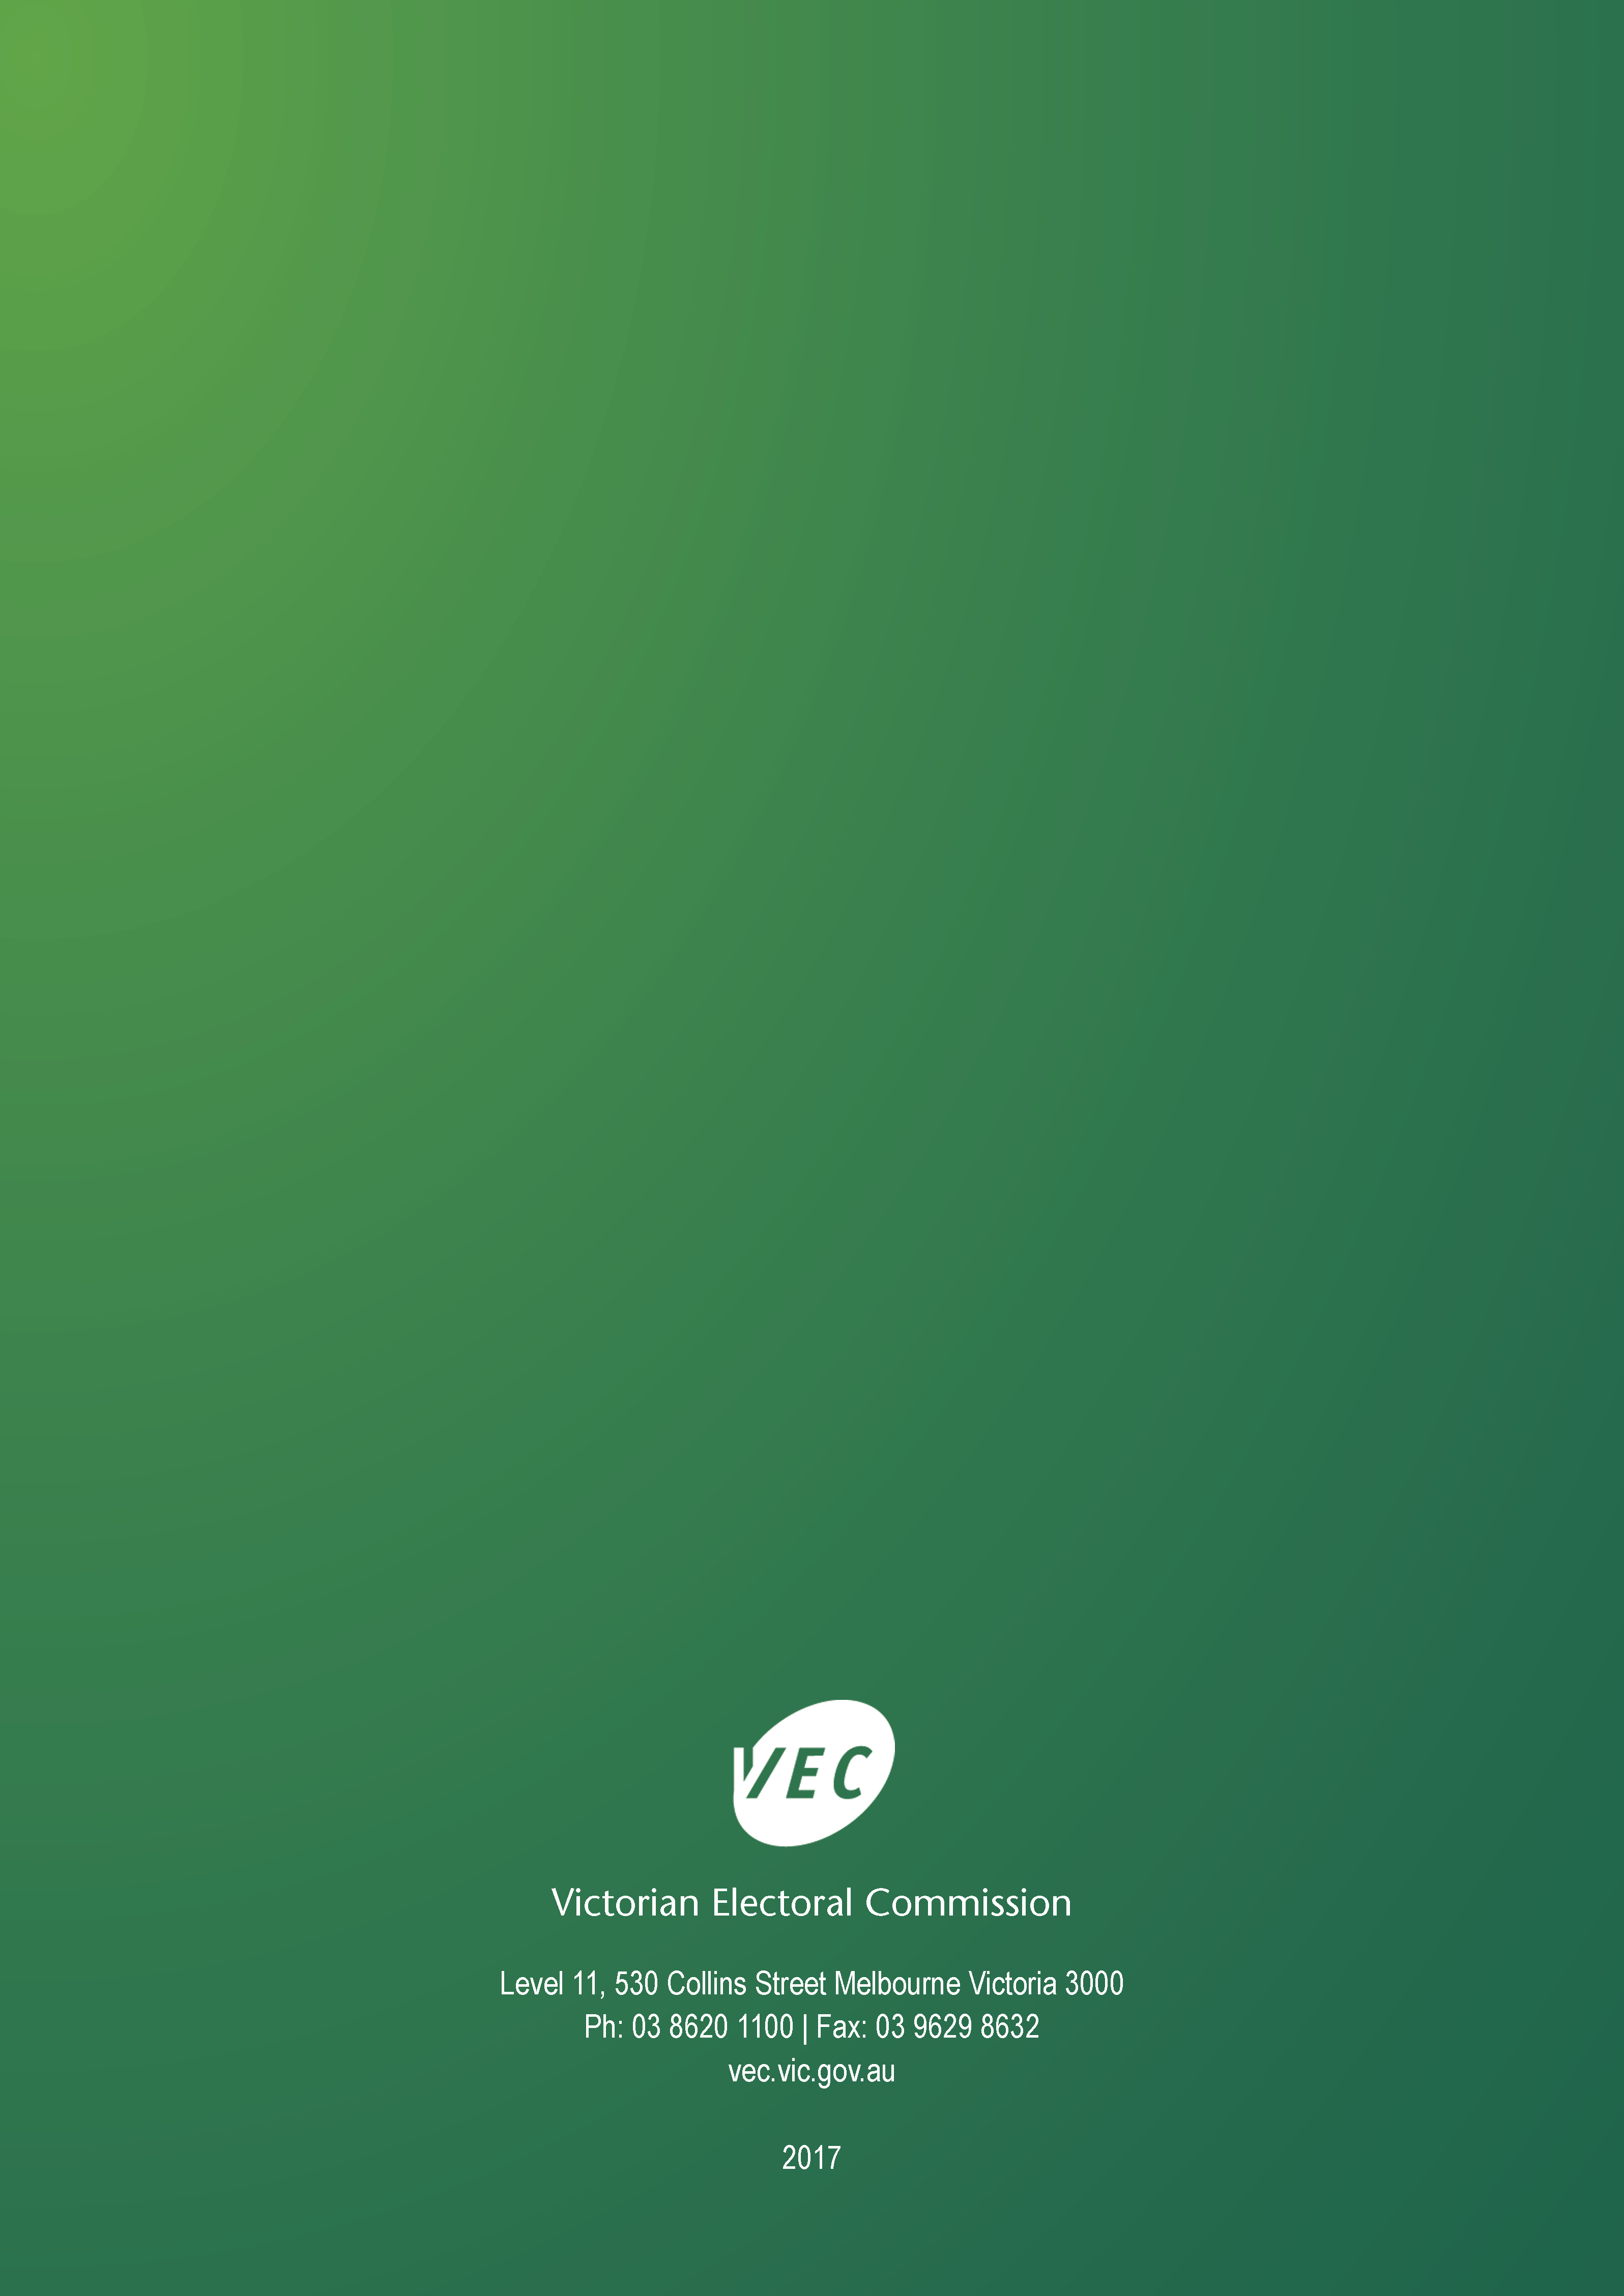 VEC
Victorian Electoral Commission
Level 11, 530 Collins Street Melbourne Victoria 3000
Ph: 03 8620 1100 | Fax: 03 9629 8632
vec.vic.gov.au
2017